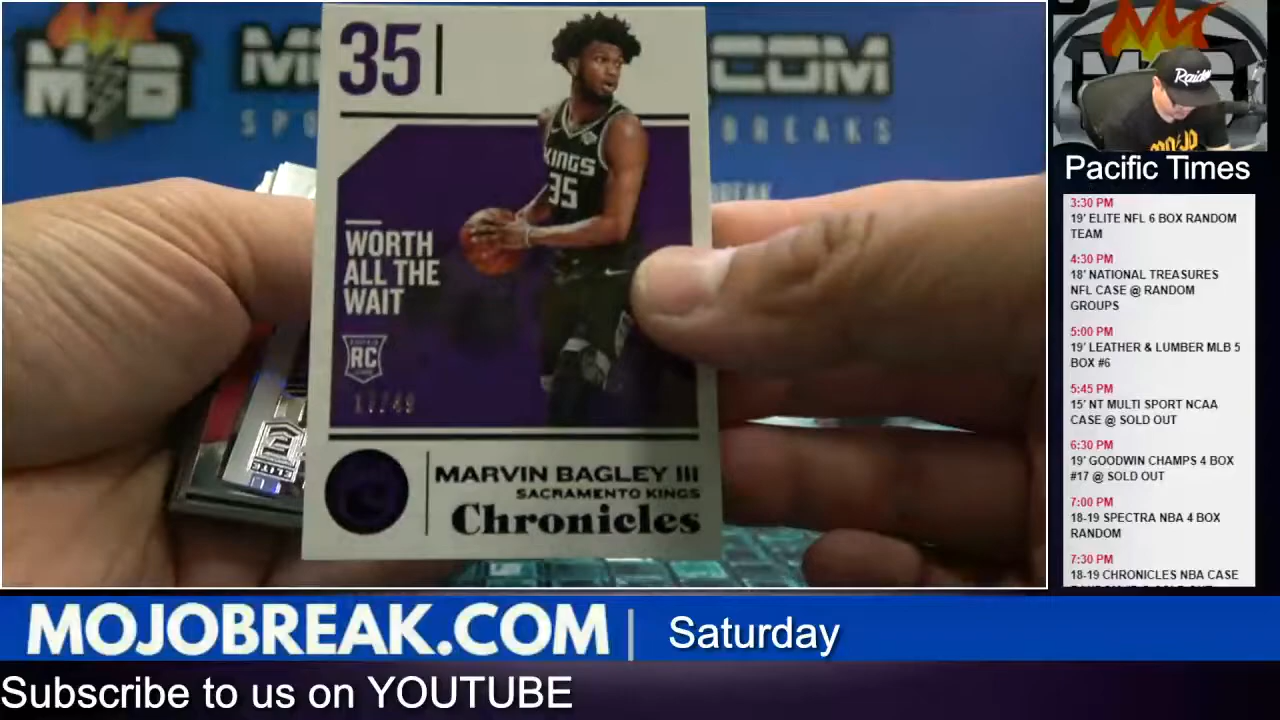 35
KINGS
35
WORTH
ALL THE
WAIT
RC
MARVIN BAGLEY III
SACRAMENTO KINGS
Chronicles
ELITE
BREAKS
Pacific Times
3:30 PM
19' ELITE NFL 6 BOX RANDOM
TEAM
4:30 PM
18' NATIONAL TREASURES
NFL CASE @ RANDOM
GROUPS
5:00 PM
19' LEATHER & LUMBER MLB 5
BOX #6
5:45 PM
15' NT MULTI SPORT NCAA
CASE @ SOLD OUT
6:30 PM
19' GOODWIN CHAMPS 4 BOX
#17 @ SOLD OUT
7:00 PM
18-19 SPECTRA NBA 4 BOX
RANDOM
7:30 PM
18-19 CHRONICLES NBA CASE
MOJOBREAK.COM | Saturday
Subscribe to us on YOUTUBE